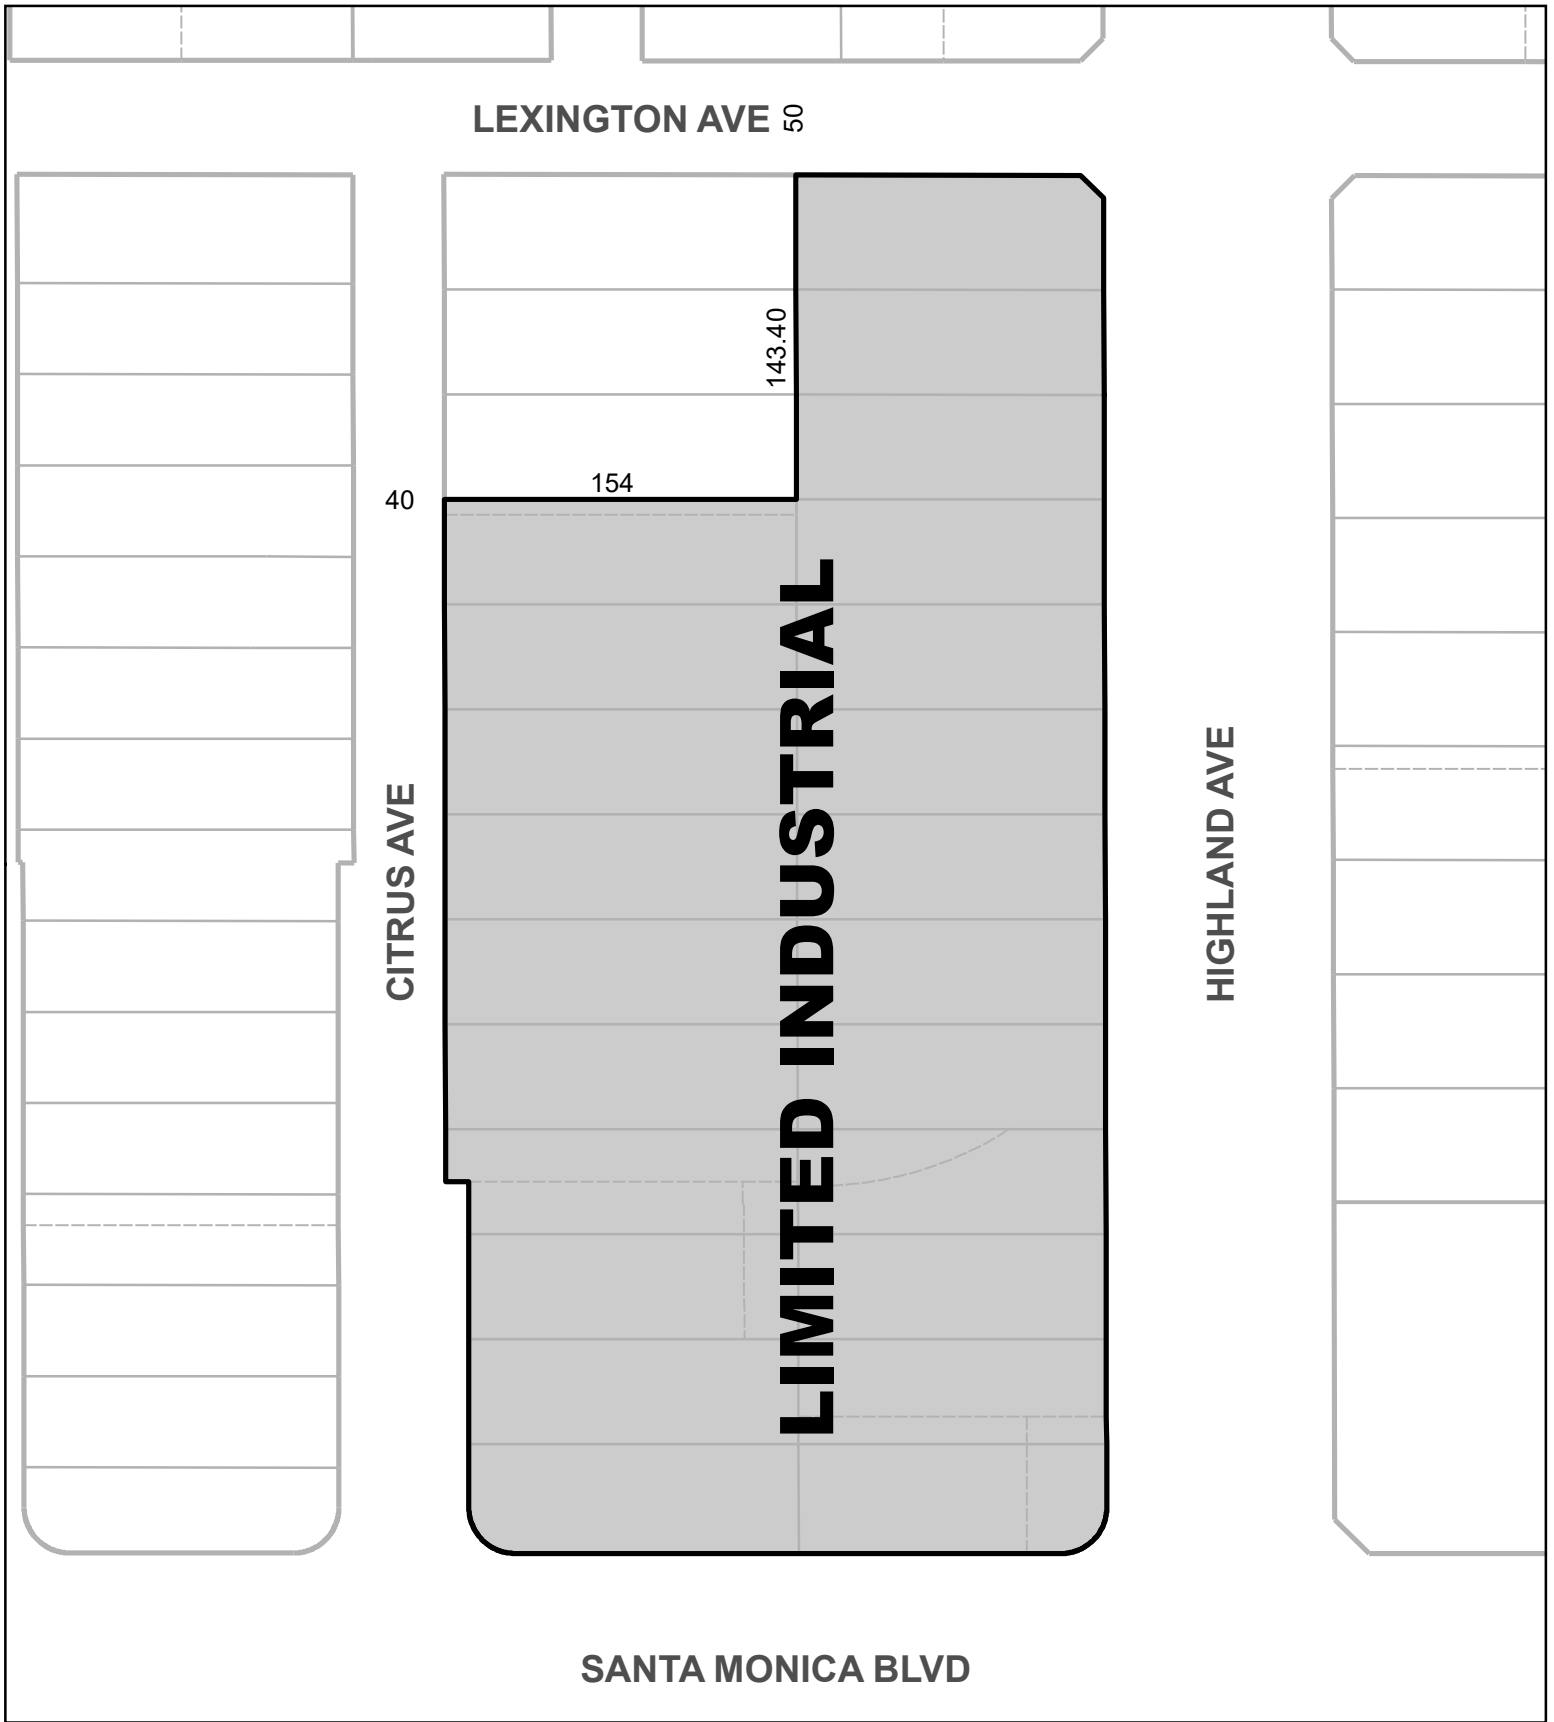 LEXINGTON AVE 50
143.40
154
40
LIMITED INDUSTRIAL
CITRUS AVE
HIGHLAND AVE
SANTA MONICA BLVD